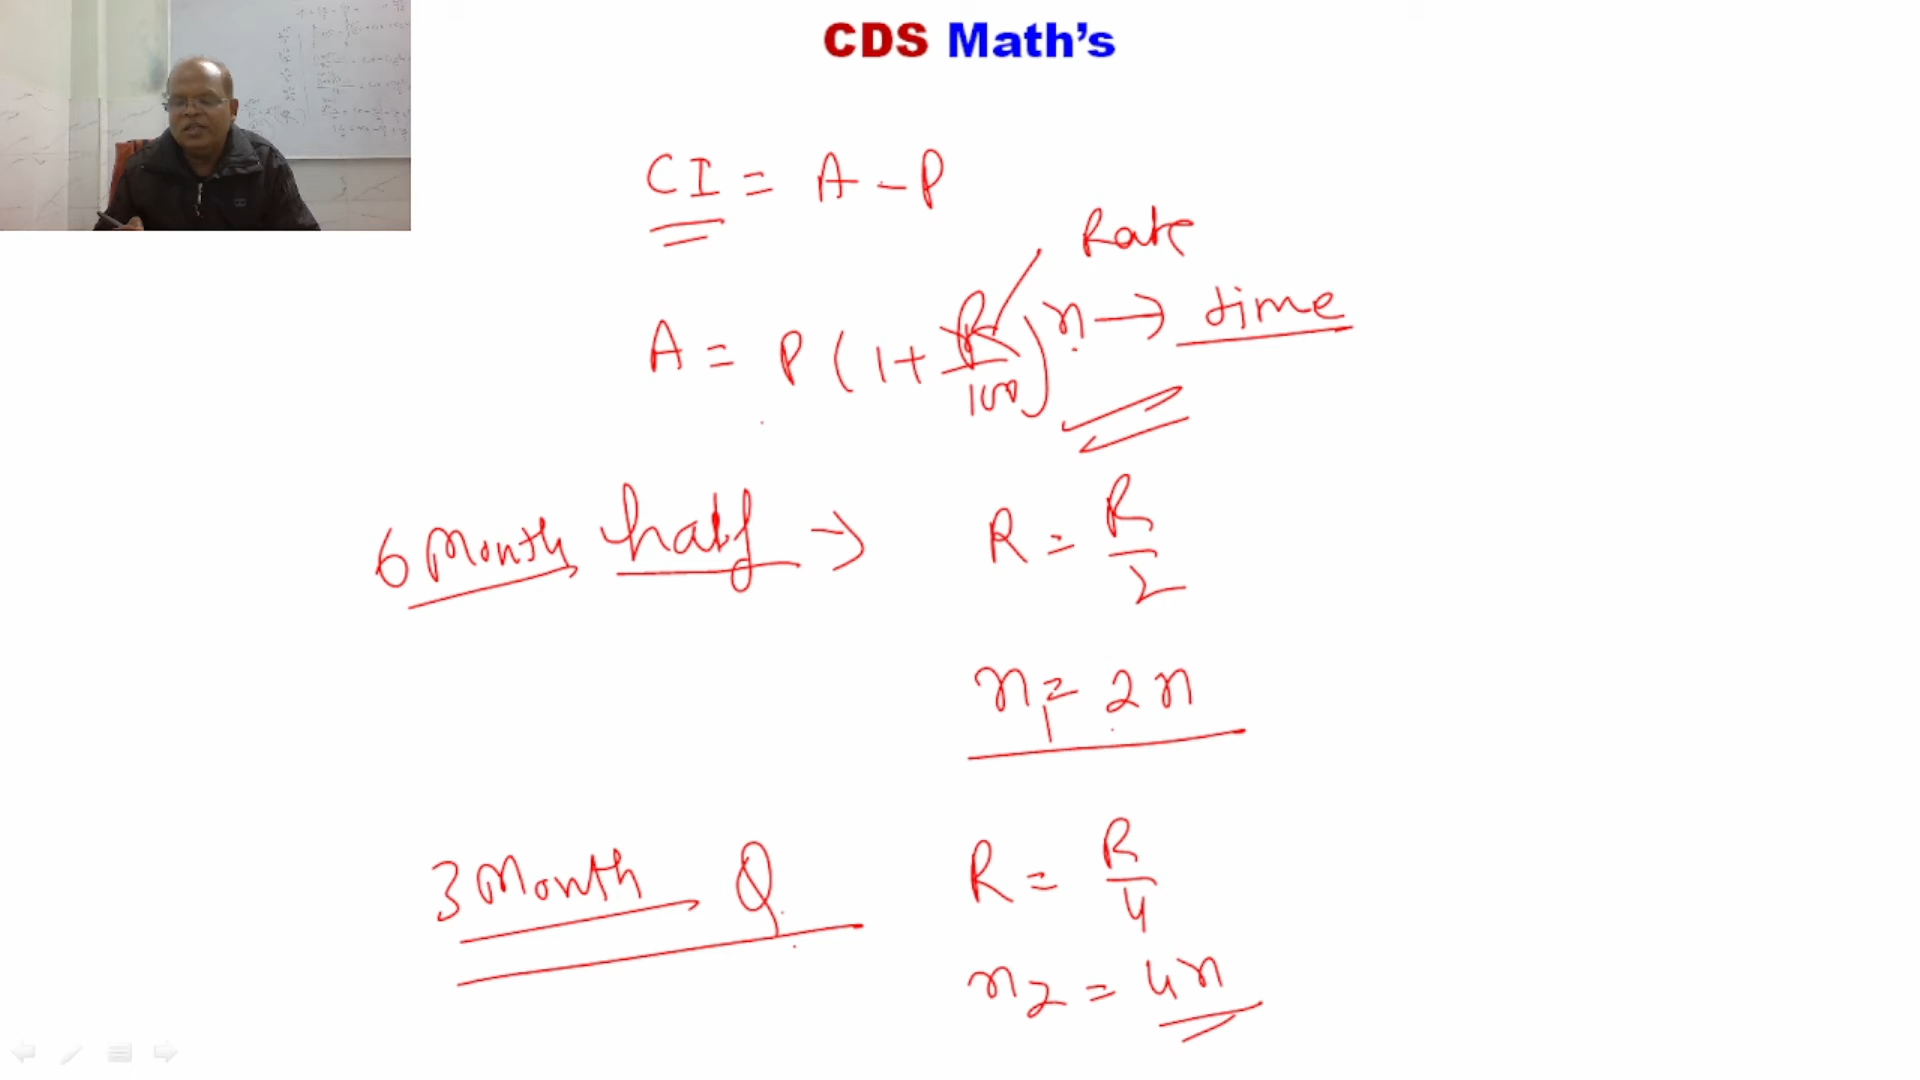 CDS Math's
CI = A - P
Rate
A = P(1 + R/100)^n → time
6 Month half → R = R/2
n1 = 2n
3 Month Q R = R/4
n2 = 4n